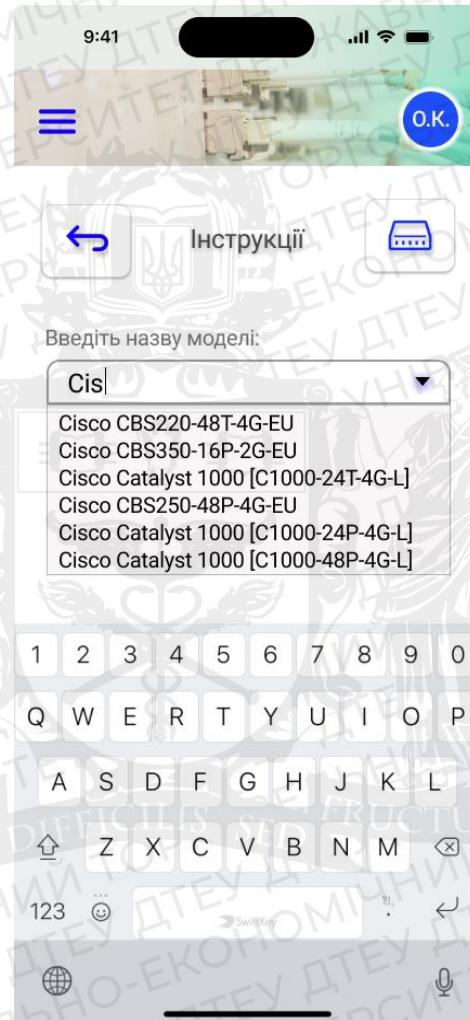 9:41
О.К.
Інструкції
Введіть назву моделі:
Cis
Cisco CBS220-48T-4G-EU
Cisco CBS350-16P-2G-EU
Cisco Catalyst 1000 [C1000-24T-4G-L]
Cisco CBS250-48P-4G-EU
Cisco Catalyst 1000 [C1000-24P-4G-L]
Cisco Catalyst 1000 [C1000-48P-4G-L]
1 2 3 4 5 6 7 8 9 0
Q W E R T Y U I O P
A S D F G H J K L
Z X C V B N M
123 SwiftKey ?!,.